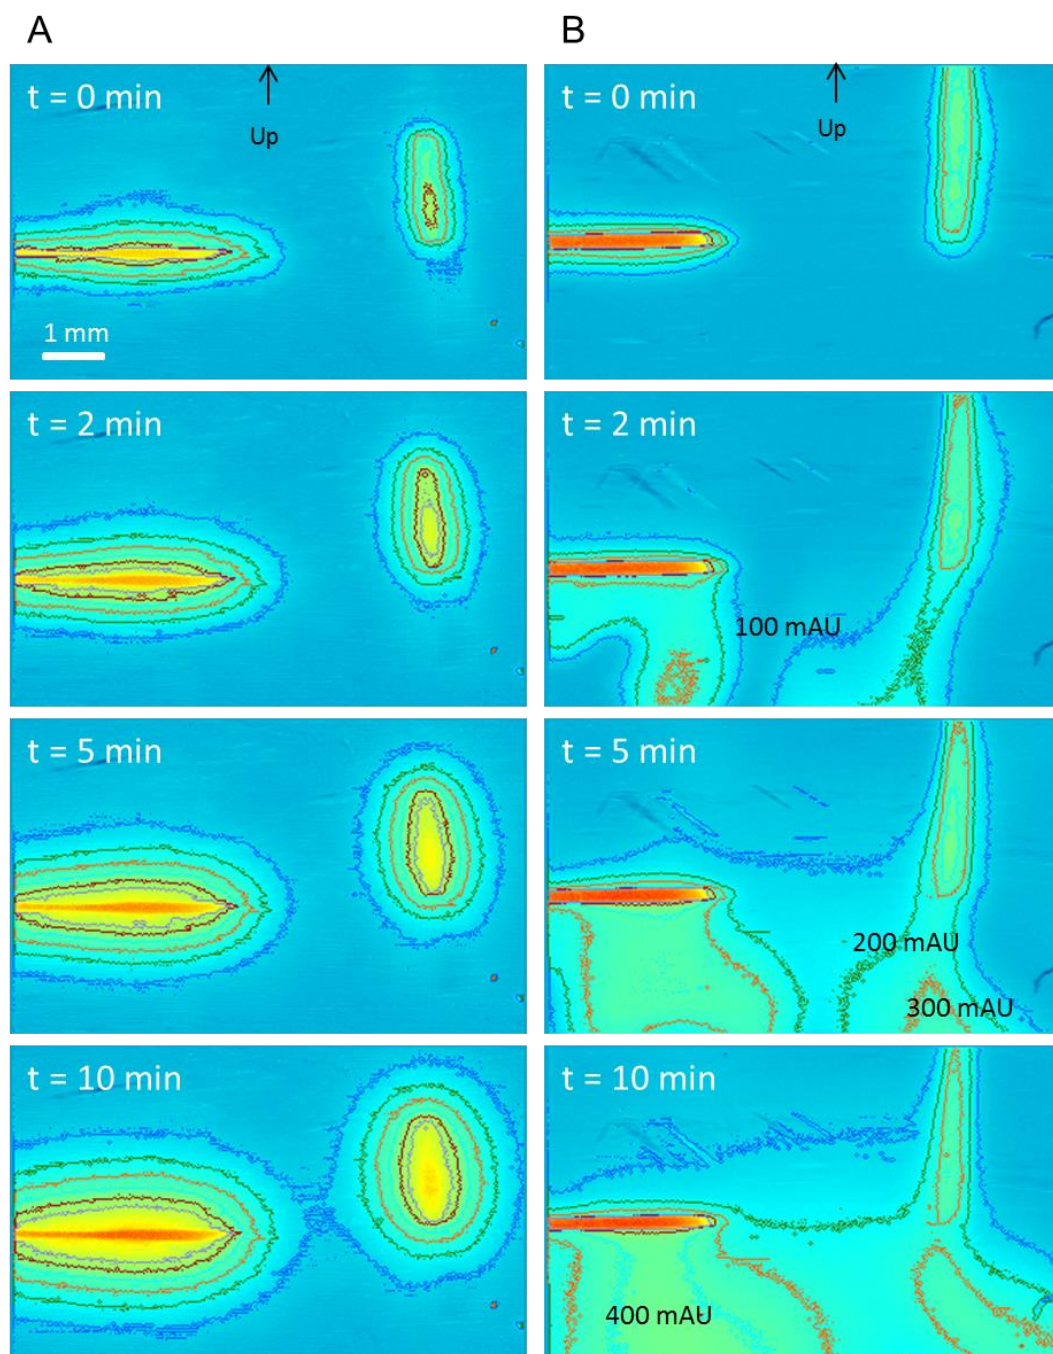 A
B
t = 0 min
Up
1 mm
t = 0 min
Up
t = 2 min
t = 2 min
100 mAU
t = 5 min
t = 5 min
200 mAU
300 mAU
t = 10 min
t = 10 min
400 mAU